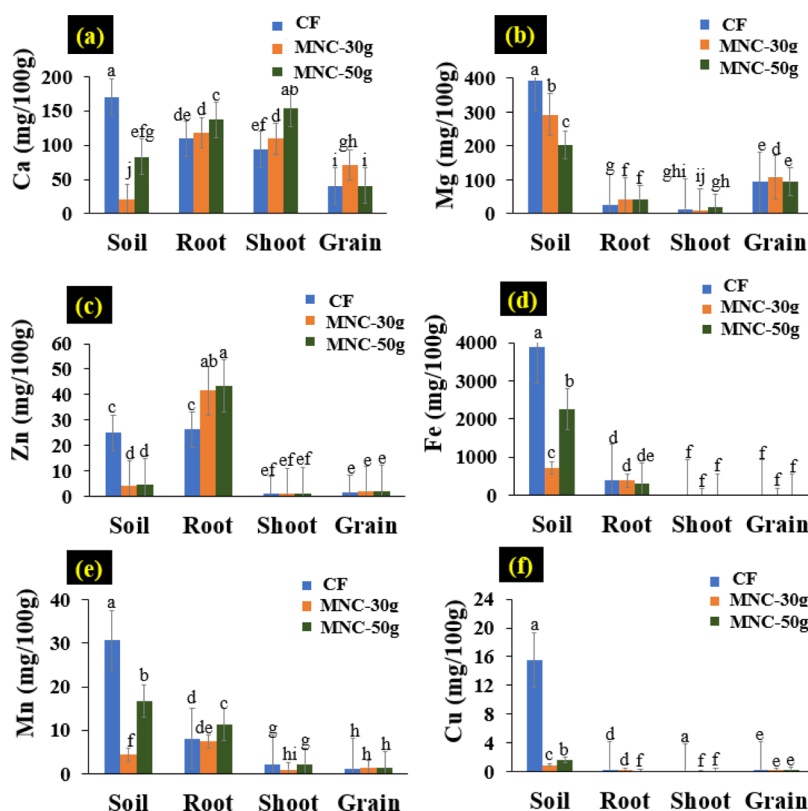 (a)
CF
MNC-30g
MNC-50g
Ca (mg/100g)
200
150
100
50
0
a
j
efg
de
d
c
ef
d
ab
i
gh
i
Soil Root Shoot Grain
(b)
CF
MNC-30g
MNC-50g
Mg (mg/100g)
400
300
200
100
0
a
b
c
g
f
f
ghi
ij
gh
e
d
e
Soil Root Shoot Grain
(c)
CF
MNC-30g
MNC-50g
Zn (mg/100g)
60
50
40
30
20
10
0
c
d
d
c
ab
a
ef
ef
ef
e
e
e
Soil Root Shoot Grain
(d)
CF
MNC-30g
MNC-50g
Fe (mg/100g)
4000
3000
2000
1000
0
a
c
b
d
d
de
f
f
f
f
f
f
Soil Root Shoot Grain
(e)
CF
MNC-30g
MNC-50g
Mn (mg/100g)
40
30
20
10
0
a
f
b
d
de
c
g
hi
g
h
h
h
Soil Root Shoot Grain
(f)
CF
MNC-30g
MNC-50g
Cu (mg/100g)
24
20
16
12
8
4
0
a
c
b
d
d
f
a
f
f
e
e
e
Soil Root Shoot Grain